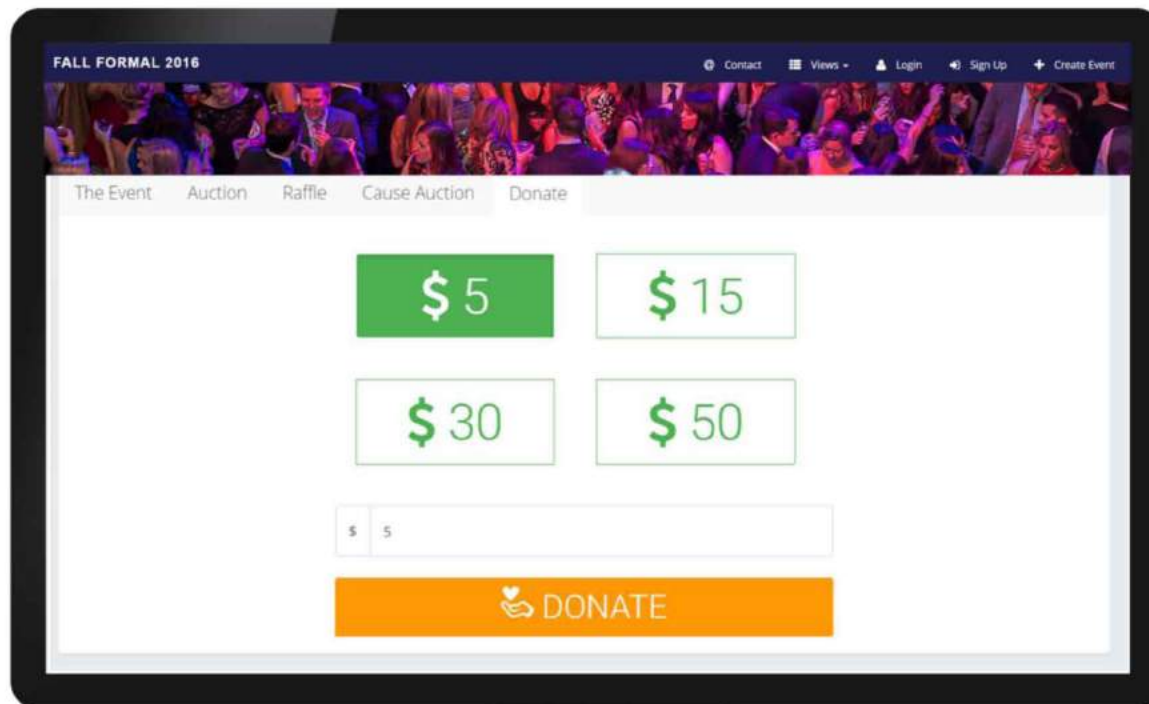 FALL FORMAL 2016
@ Contact Views Login Sign Up + Create Event
The Event Auction Raffle Cause Auction Donate
$ 5 $ 15
$ 30 $ 50
$ 5
DONATE